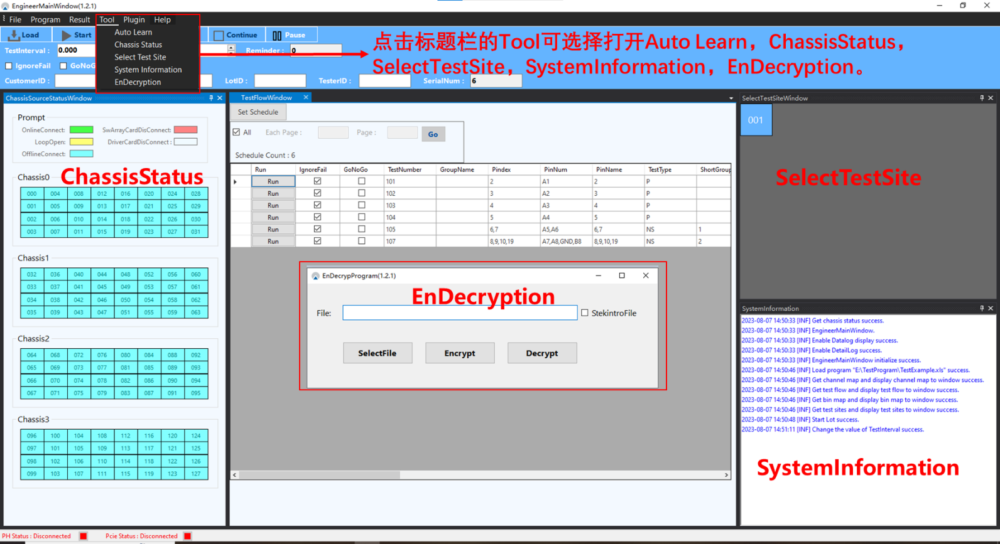 EngineerMainWindow(1.2.1)
File Program Result Tool Plugin Help
Load Start Continue Pause
Auto Learn
Chassis Status
Select Test Site
System Information
EnDecryption
TestInterval : 0.000 Reminder : 0
IgnoreFail GoNoG
CustomerID : LotID : TesterID : SerialNum : 6
点击标题栏的Tool可选择打开Auto Learn，ChassisStatus，
SelectTestSite，SystemInformation，EnDecryption。
ChassisSourceStatusWindow
Prompt
OnlineConnect: SwArrayCardDisConnect:
LoopOpen: DriverCardDisConnect :
OfflineConnect:
ChassisStatus
Chassis0
000 004 008 012 016 020 024 028
001 005 009 013 017 021 025 029
002 006 010 014 018 022 026 030
003 007 011 015 019 023 027 031
Chassis1
032 036 040 044 048 052 056 060
033 037 041 045 049 053 057 061
034 038 042 046 050 054 058 062
035 039 043 047 051 055 059 063
Chassis2
064 068 072 076 080 084 088 092
065 069 073 077 081 085 089 093
066 070 074 078 082 086 090 094
067 071 075 079 083 087 091 095
Chassis3
096 100 104 108 112 116 120 124
097 101 105 109 113 117 121 125
098 102 106 110 114 118 122 126
099 103 107 111 115 119 123 127
TestFlowWindow
Set Schedule
All Each Page : Page : Go
Schedule Count : 6
Run IgnoreFail GoNoGo TestNumber GroupName Pindex PinNum PinName TestType ShortGroup
Run 101 2 A1 2 P
Run 102 3 A2 3 P
Run 103 4 A3 4 P
Run 104 5 A4 5 P
Run 105 6,7 A5,A6 6,7 NS 1
Run 107 8,9,10,19 A7,A8,GND,B8 8,9,10,19 NS 2
EnDecrypProgram(1.2.1)
EnDecryption
File: StekintroFile
SelectFile Encrypt Decrypt
SelectTestSiteWindow
001
SelectTestSite
SystemInformation
2023-08-07 14:50:33 [INF] Get chassis status success.
2023-08-07 14:50:33 [INF] EngineerMainWindow.
2023-08-07 14:50:33 [INF] Enable Datalog display success.
2023-08-07 14:50:33 [INF] Enable DetailLog success.
2023-08-07 14:50:33 [INF] EngineerMainWindow initialize success.
2023-08-07 14:50:46 [INF] Load program "E:\TestProgram\TestExample.xls" success.
2023-08-07 14:50:46 [INF] Get channel map and display channel map to window success.
2023-08-07 14:50:46 [INF] Get test flow and display test flow to window success.
2023-08-07 14:50:46 [INF] Get bin map and display bin map to window success.
2023-08-07 14:50:46 [INF] Get test sites and display test sites to window success.
2023-08-07 14:50:48 [INF] Start Lot success.
2023-08-07 14:51:11 [INF] Change the value of TestInterval success.
SystemInformation
PH Status : Disconnected Pcie Status : Disconnected